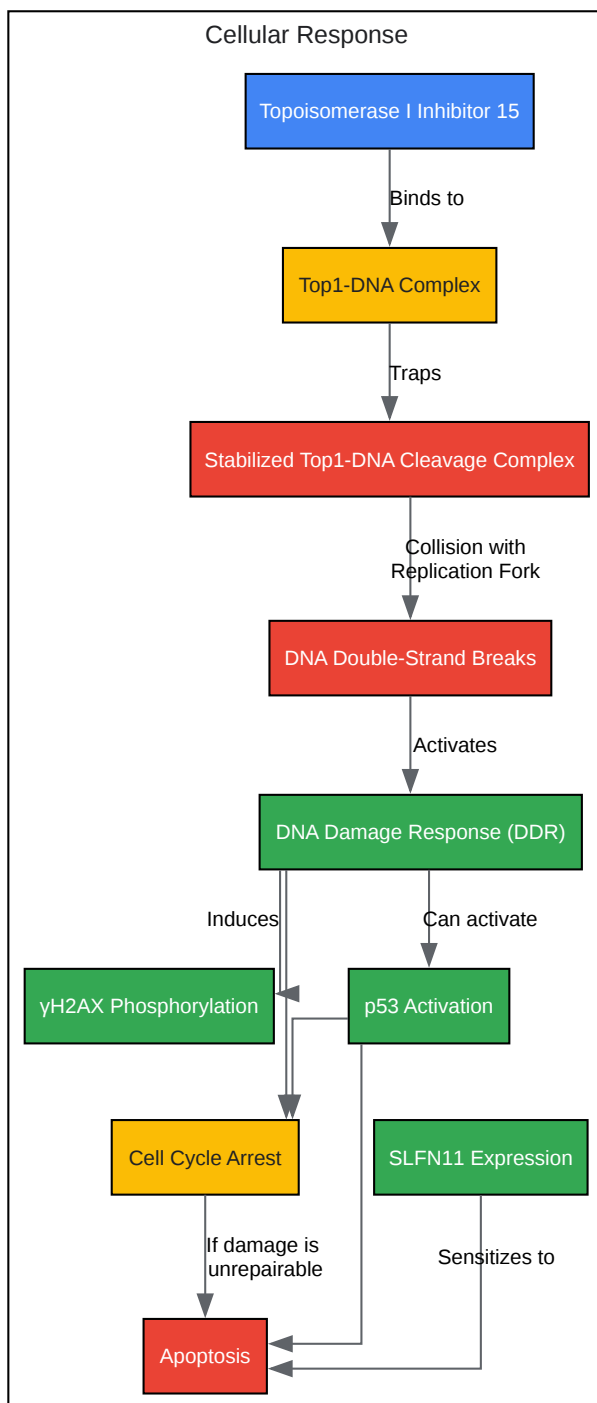 Cellular Response
Topoisomerase I Inhibitor 15
Binds to
Top1-DNA Complex
Traps
Stabilized Top1-DNA Cleavage Complex
Collision with
Replication Fork
DNA Double-Strand Breaks
Activates
DNA Damage Response (DDR)
Induces
Can activate
γH2AX Phosphorylation
p53 Activation
Cell Cycle Arrest
SLFN11 Expression
If damage is
unrepairable
Sensitizes to
Apoptosis